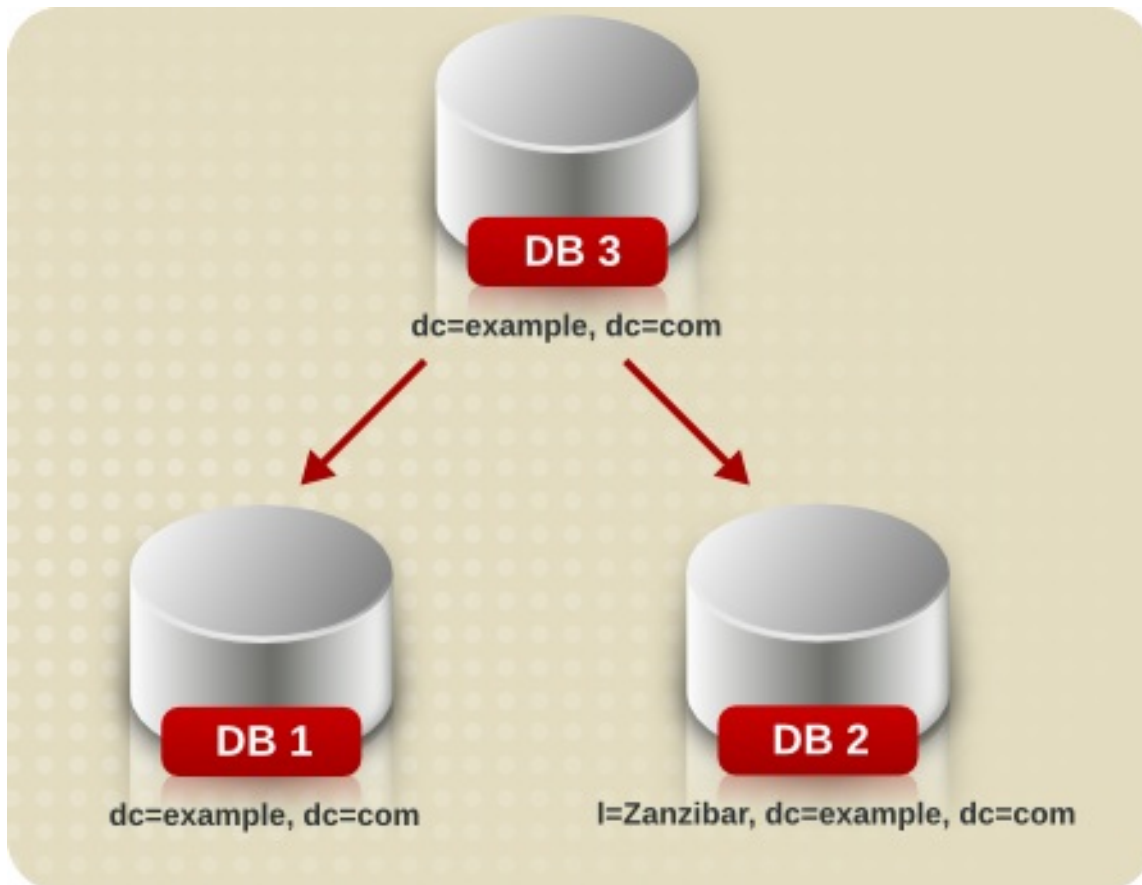 DB 3
dc=example, dc=com
DB 1
DB 2
dc=example, dc=com
l=Zanzibar, dc=example, dc=com